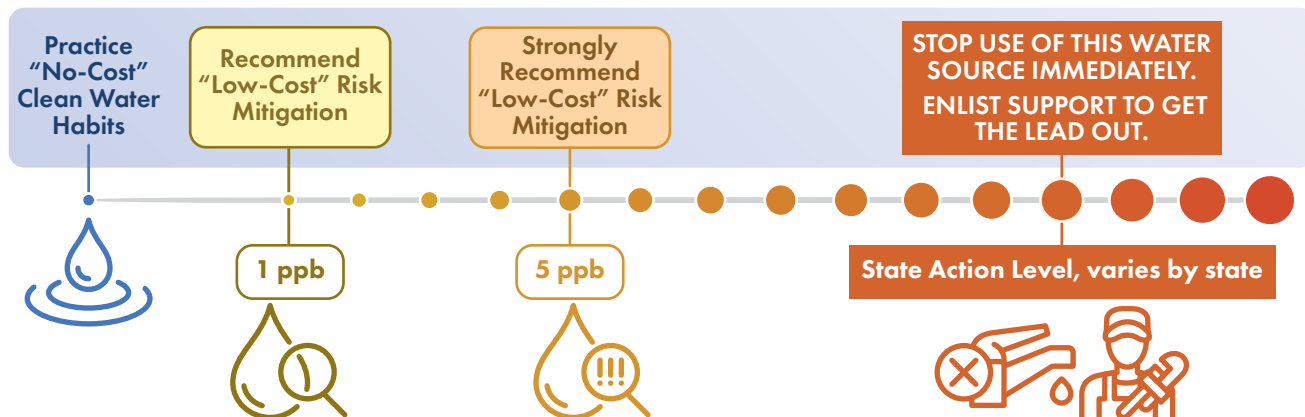 Practice
“No-Cost”
Clean Water
Habits
Recommend
“Low-Cost” Risk
Mitigation
Strongly
Recommend
“Low-Cost” Risk
Mitigation
STOP USE OF THIS WATER
SOURCE IMMEDIATELY.
ENLIST SUPPORT TO GET
THE LEAD OUT.
1 ppb
5 ppb
State Action Level, varies by state
!!!